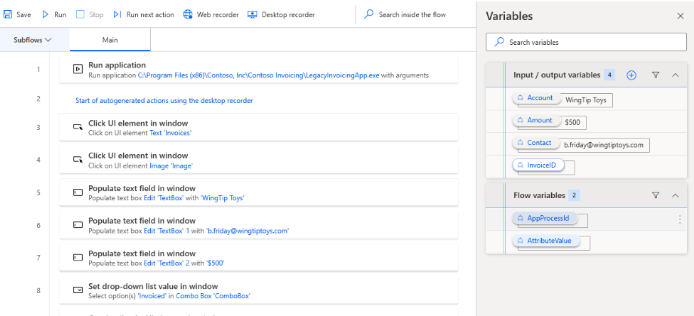 Save Run Stop Run next action Web recorder Desktop recorder Search inside the flow
Subflows Main
1 Run application
Run application C:\Program Files (x86)\Contoso, Inc\Contoso Invoicing\LegacyInvoicingApp.exe with arguments
2 Start of autogenerated actions using the desktop recorder
3 Click UI element in window
Click on UI element Text 'Invoices'
4 Click UI element in window
Click on UI element Image 'Image'
5 Populate text field in window
Populate text box Edit 'TextBox' with 'WingTip Toys'
6 Populate text field in window
Populate text box Edit 'TextBox' 1 with 'b.friday@wingtiptoys.com'
7 Populate text field in window
Populate text box Edit 'TextBox' 2 with '$500'
8 Set drop-down list value in window
Select option(s) 'Invoiced' in Combo Box 'ComboBox'
Variables
Search variables
Input / output variables 4
Account WingTip Toys
Amount $500
Contact b.friday@wingtiptoys.com
InvoiceID
Flow variables 2
AppProcessId
AttributeValue